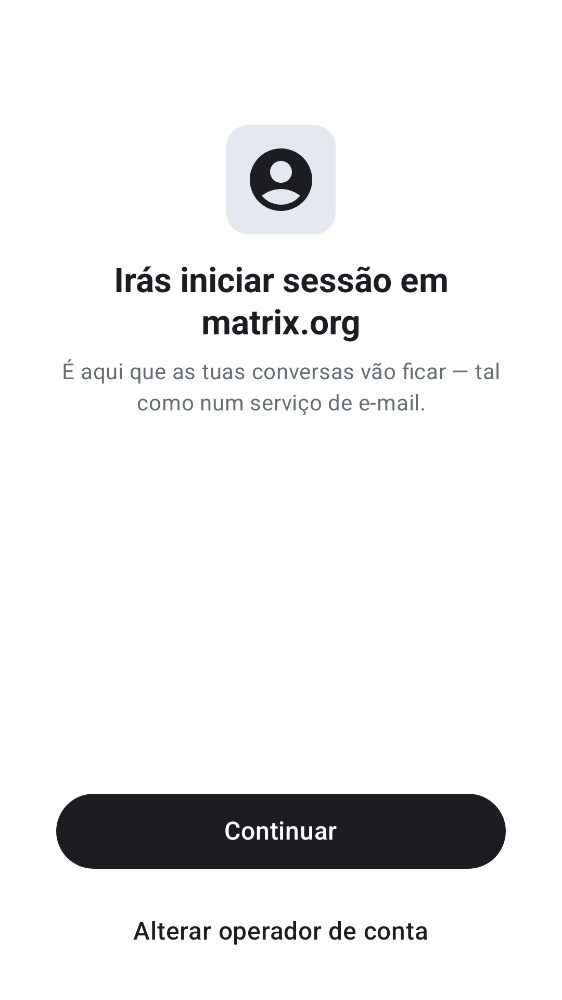 Irás iniciar sessão em
matrix.org
É aqui que as tuas conversas vão ficar — tal
como num serviço de e-mail.
Continuar
Alterar operador de conta